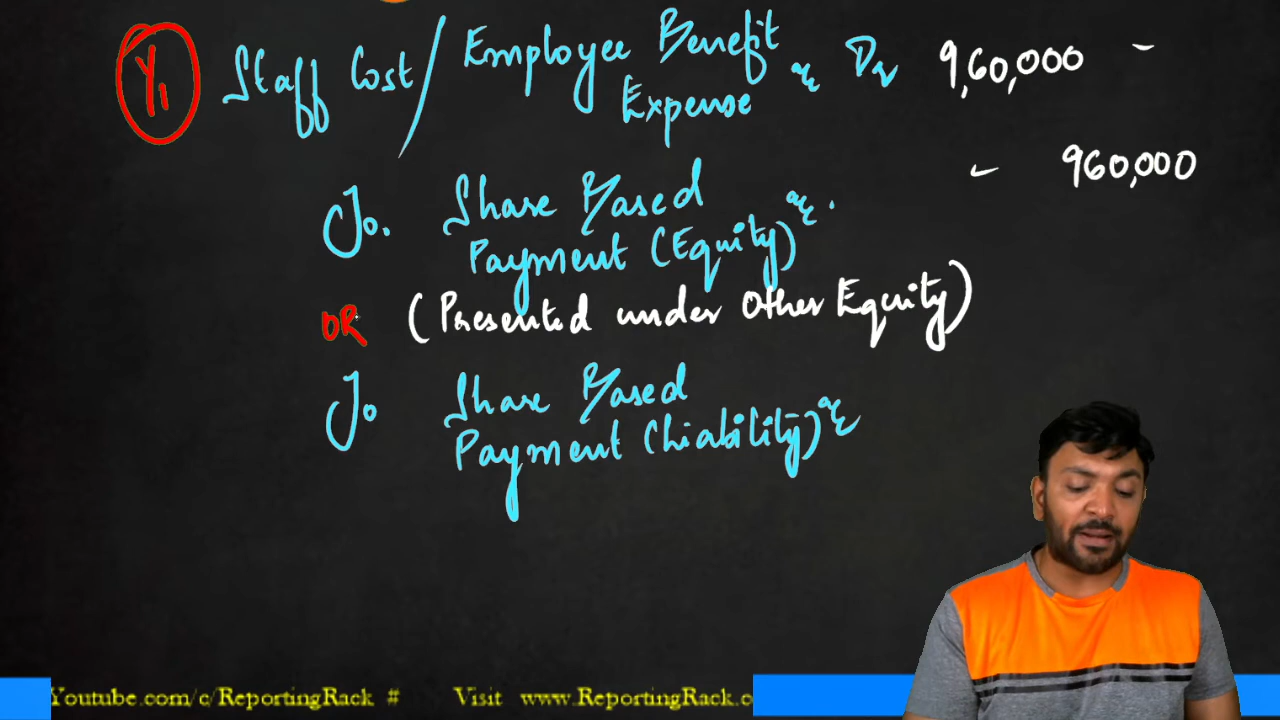 Y1 Staff Cost / Employee Benefit
Expense a/c Dr 9,60,000 -
To. Share Based - 960,000
Payment (Equity) a/c.
OR (Presented under Other Equity)
To Share Based
Payment (Liability) a/c
Youtube.com/c/ReportingRack # Visit www.ReportingRack.c